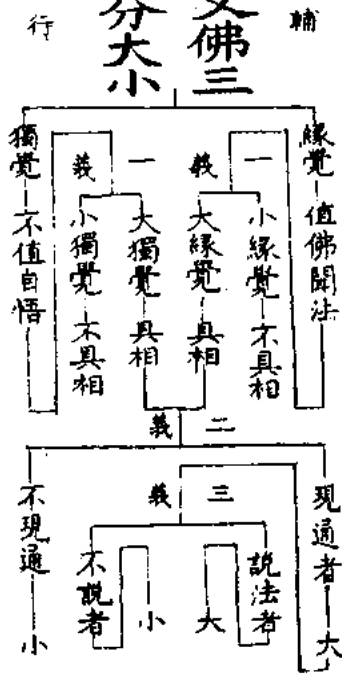 輔
支佛三
分大小
行
緣覺
值佛聞法
一
義
小緣覺
不具相
大緣覺
具相
一
義
大獨覺
具相
小獨覺
不具相
獨覺
不值自悟
二
義
現通者
大
三
義
說法者
大
不說者
小
不現通
小